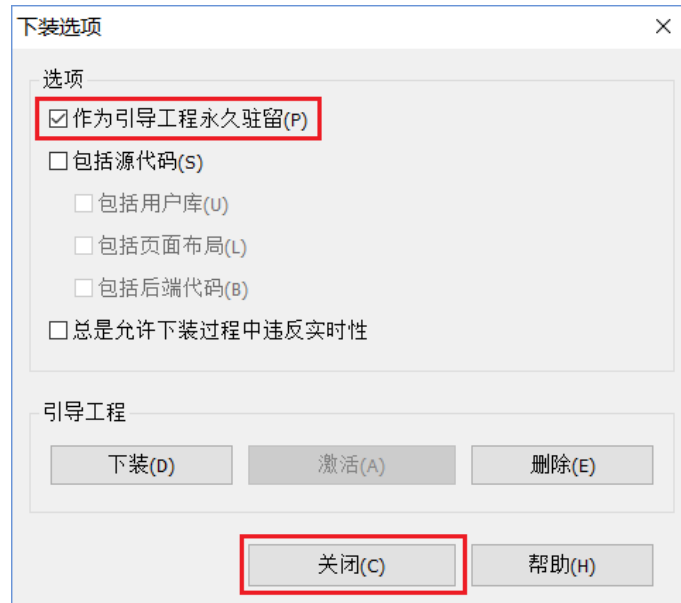 下装选项
选项
作为引导工程永久驻留(P)
包括源代码(S)
包括用户库(U)
包括页面布局(L)
包括后端代码(B)
总是允许下装过程中违反实时性
引导工程
下装(D) 激活(A) 删除(E)
关闭(C) 帮助(H)